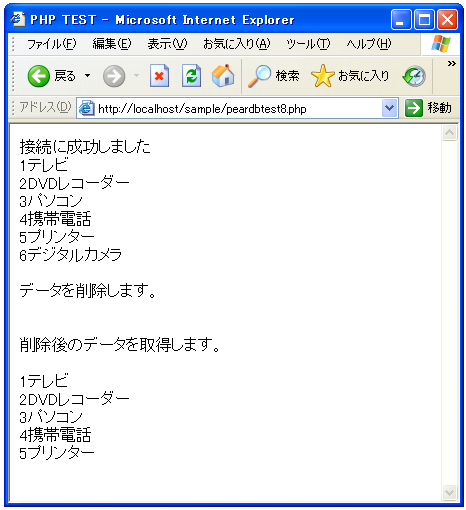 PHP TEST - Microsoft Internet Explorer
ファイル(F) 編集(E) 表示(V) お気に入り(A) ツール(T) ヘルプ(H)
戻る 検索 お気に入り »
アドレス(D) http://localhost/sample/peardbtest8.php 移動
接続に成功しました
1テレビ
2DVDレコーダー
3パソコン
4携帯電話
5プリンター
6デジタルカメラ
データを削除します。
削除後のデータを取得します。
1テレビ
2DVDレコーダー
3パソコン
4携帯電話
5プリンター